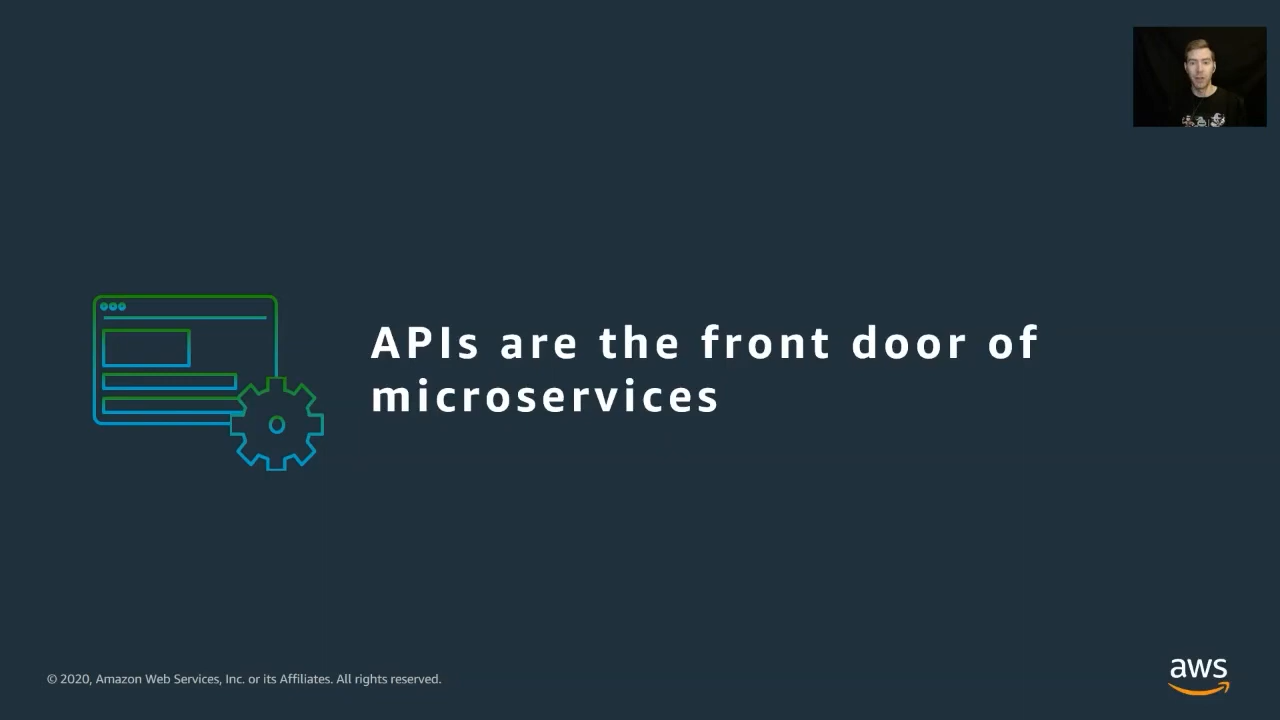 APIs are the front door of
microservices
© 2020, Amazon Web Services, Inc. or its Affiliates. All rights reserved.
aws